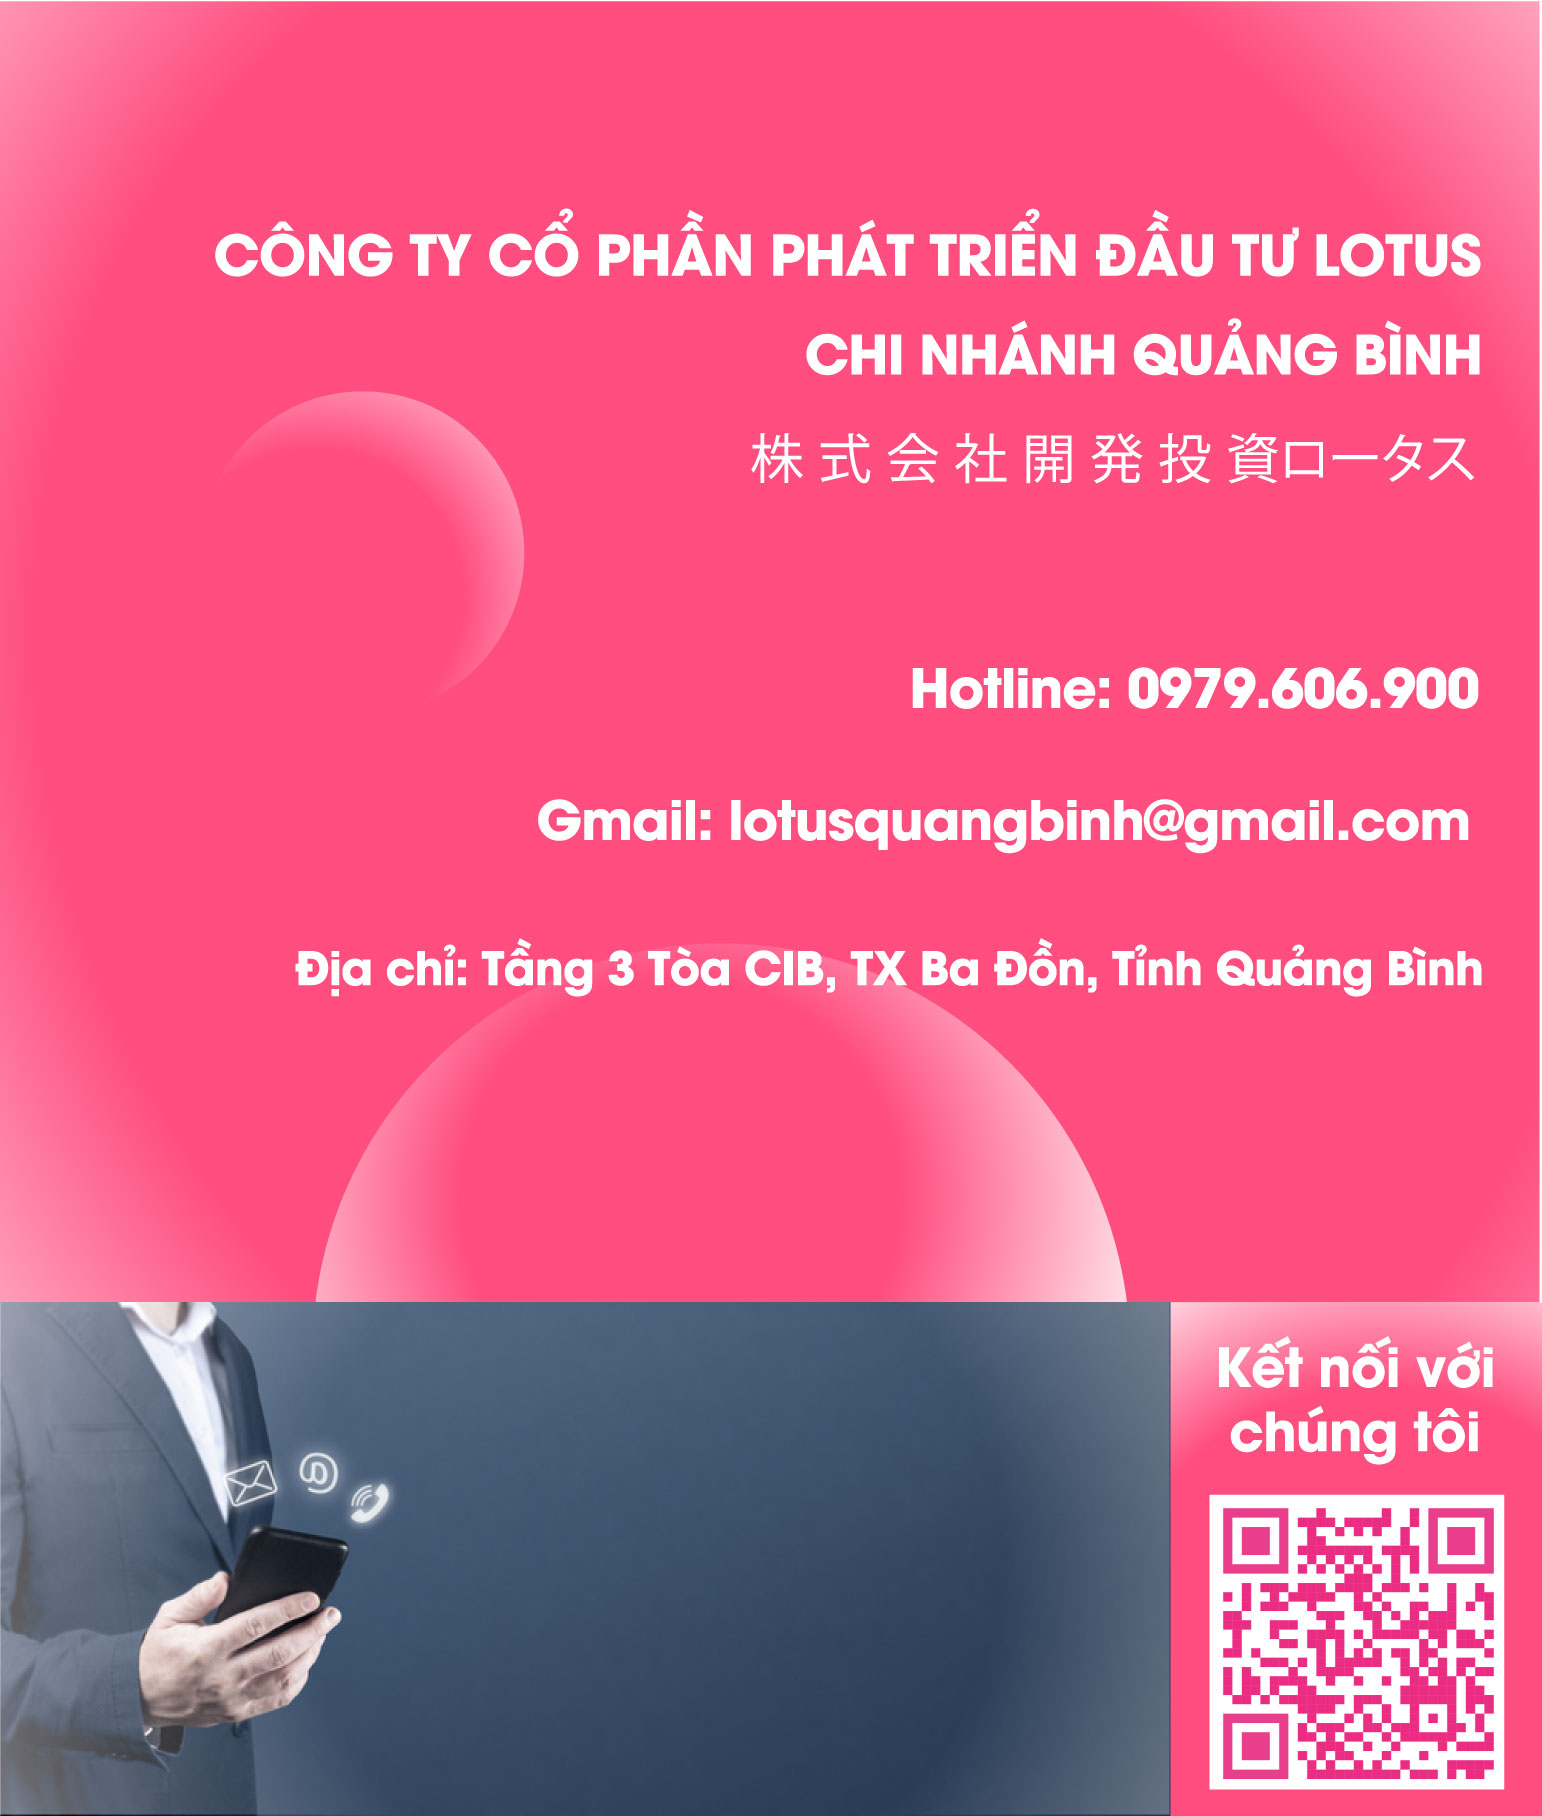 CÔNG TY CỔ PHẦN PHÁT TRIỂN ĐẦU TƯ LOTUS
CHI NHÁNH QUẢNG BÌNH
株式会社開発投資ロータス
Hotline: 0979.606.900
Gmail: lotusquangbinh@gmail.com
Địa chỉ: Tầng 3 Tòa CIB, TX Ba Đồn, Tỉnh Quảng Bình
Kết nối với
chúng tôi